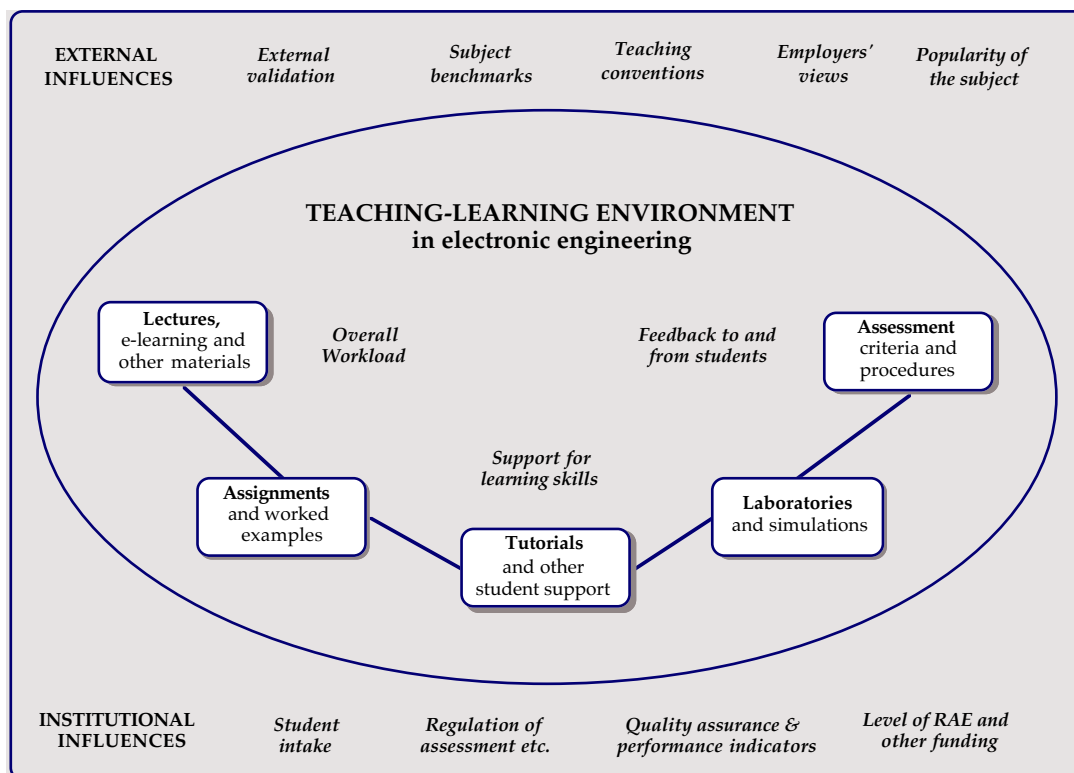 EXTERNAL
INFLUENCES
External
validation
Subject
benchmarks
Teaching
conventions
Employers'
views
Popularity of
the subject
TEACHING-LEARNING ENVIRONMENT
in electronic engineering
Lectures,
e-learning and
other materials
Overall
Workload
Feedback to and
from students
Assessment
criteria and
procedures
Support for
learning skills
Assignments
and worked
examples
Tutorials
and other
student support
Laboratories
and simulations
INSTITUTIONAL
INFLUENCES
Student
intake
Regulation of
assessment etc.
Quality assurance &
performance indicators
Level of RAE and
other funding